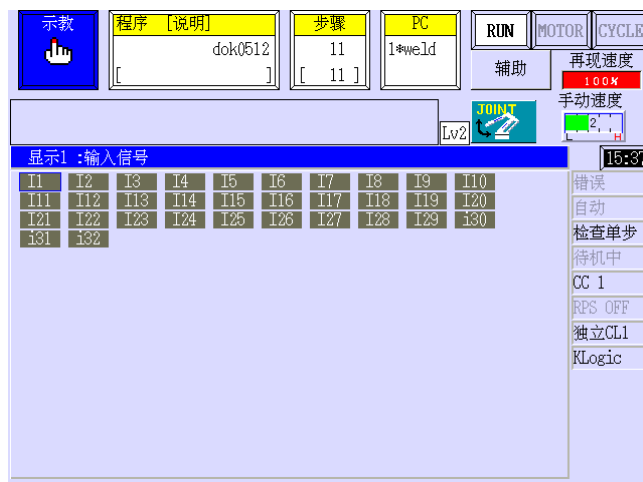 示教 程序 [说明] 步骤 PC RUN MOTOR CYCLE
dok0512 11 1*weld 辅助 再现速度
[ ] [ 11 ] 100%
手动速度
Lv2 JOINT 2 L H
显示1 :输入信号 15:37
I1 I2 I3 I4 I5 I6 I7 I8 I9 I10 错误
I11 I12 I13 I14 I15 I16 I17 I18 I19 I20 自动
I21 I22 I23 I24 I25 I26 I27 I28 I29 i30 检查单步
i31 i32
待机中
CC 1
RPS OFF
独立CL1
KLogic